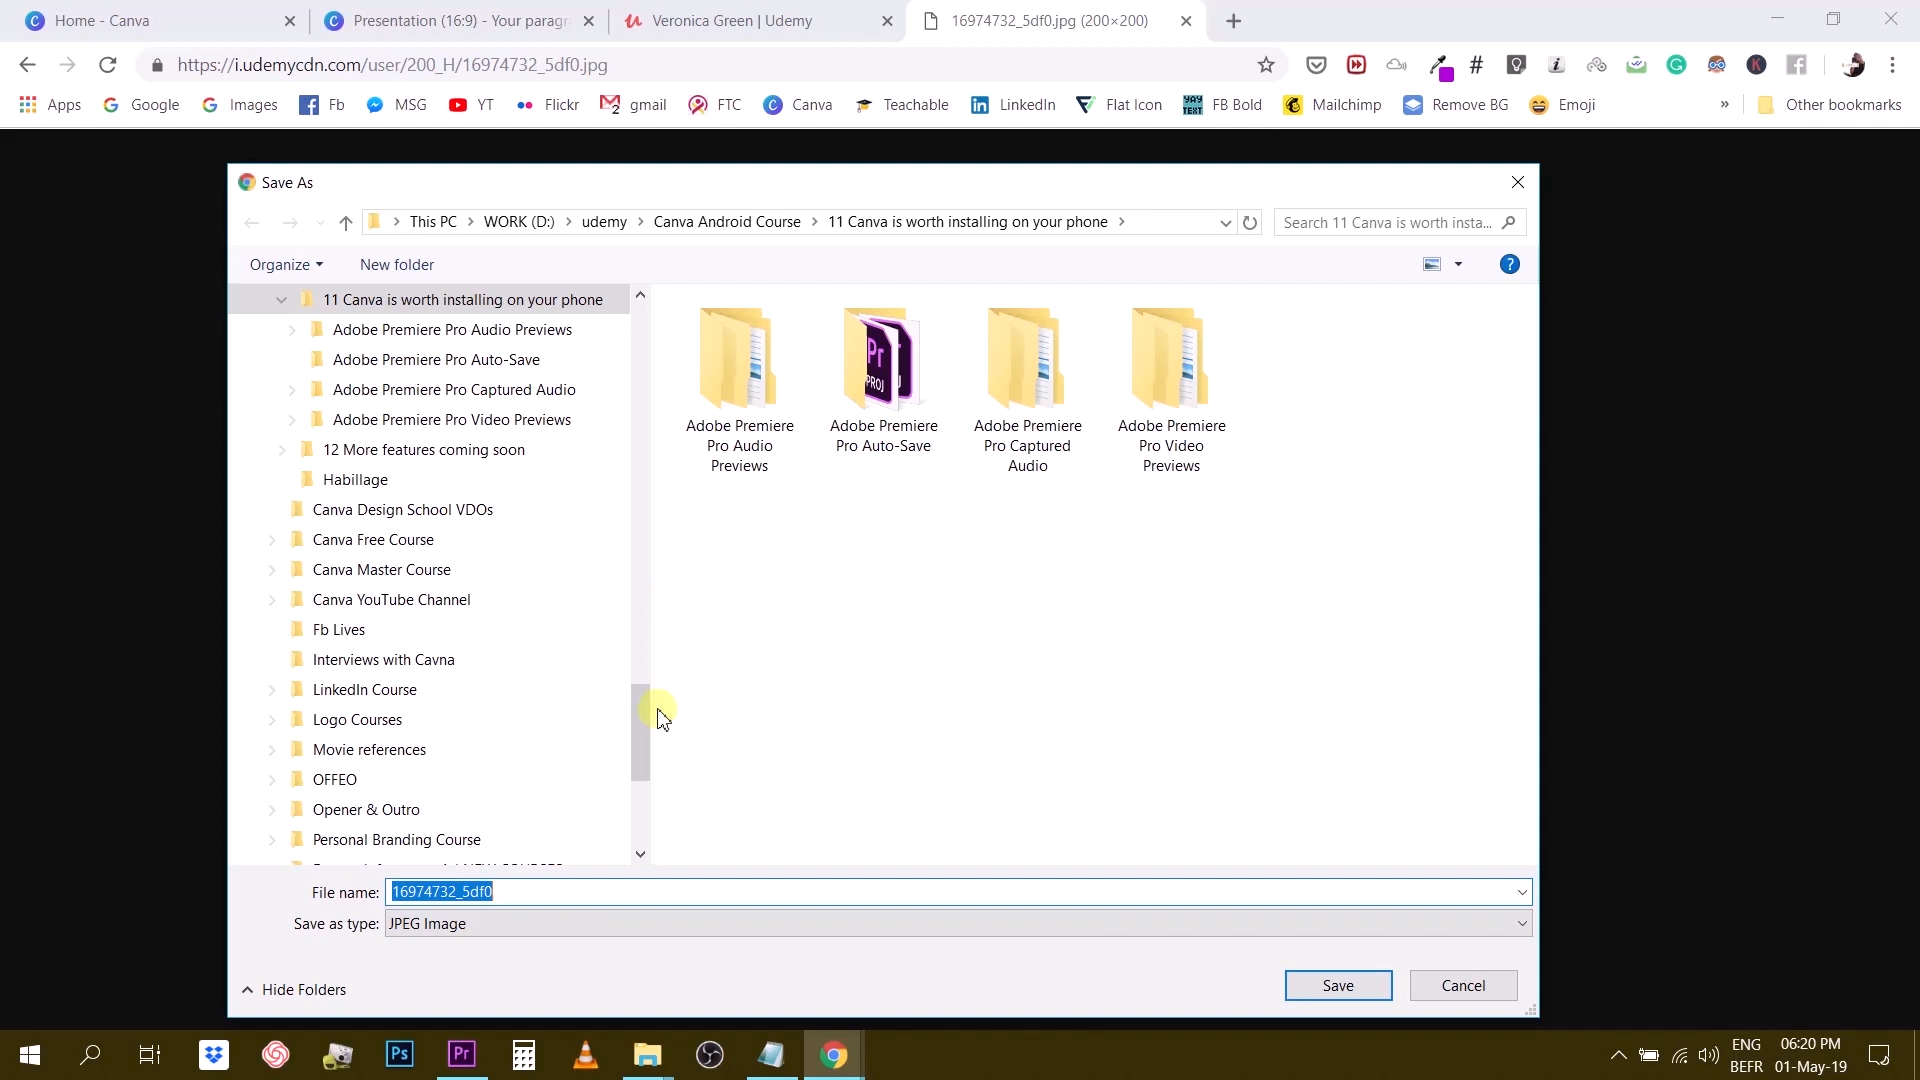 Home - Canva
Presentation (16:9) - Your paragr
Veronica Green | Udemy
16974732_5df0.jpg (200×200)
https://i.udemycdn.com/user/200_H/16974732_5df0.jpg
Apps Google Images Fb MSG YT Flickr gmail FTC Canva Teachable LinkedIn Flat Icon FB Bold Mailchimp Remove BG Emoji » Other bookmarks
Save As
This PC > WORK (D:) > udemy > Canva Android Course > 11 Canva is worth installing on your phone >
Search 11 Canva is worth insta...
Organize
New folder
11 Canva is worth installing on your phone
Adobe Premiere Pro Audio Previews
Adobe Premiere Pro Auto-Save
Adobe Premiere Pro Captured Audio
Adobe Premiere Pro Video Previews
12 More features coming soon
Habillage
Canva Design School VDOs
Canva Free Course
Canva Master Course
Canva YouTube Channel
Fb Lives
Interviews with Cavna
LinkedIn Course
Logo Courses
Movie references
OFFEO
Opener & Outro
Personal Branding Course
Adobe Premiere
Pro Audio
Previews
Adobe Premiere
Pro Auto-Save
Adobe Premiere
Pro Captured
Audio
Adobe Premiere
Pro Video
Previews
File name: 16974732_5df0
Save as type: JPEG Image
Hide Folders
Save
Cancel
ENG
BEFR
06:20 PM
01-May-19